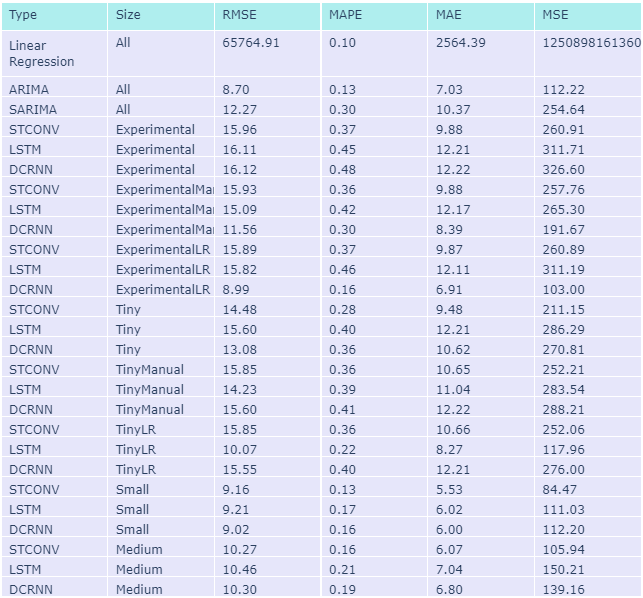 Type Size RMSE MAPE MAE MSE
Linear Regression All 65764.91 0.10 2564.39 1250898161360
ARIMA All 8.70 0.13 7.03 112.22
SARIMA All 12.27 0.30 10.37 254.64
STCONV Experimental 15.96 0.37 9.88 260.91
LSTM Experimental 16.11 0.45 12.21 311.71
DCRNN Experimental 16.12 0.48 12.22 326.60
STCONV ExperimentalMa 15.93 0.36 9.88 257.76
LSTM ExperimentalMa 15.09 0.42 12.17 265.30
DCRNN ExperimentalMa 11.56 0.30 8.39 191.67
STCONV ExperimentalLR 15.89 0.37 9.87 260.89
LSTM ExperimentalLR 15.82 0.46 12.11 311.19
DCRNN ExperimentalLR 8.99 0.16 6.91 103.00
STCONV Tiny 14.48 0.28 9.48 211.15
LSTM Tiny 15.60 0.40 12.21 286.29
DCRNN Tiny 13.08 0.36 10.62 270.81
STCONV TinyManual 15.85 0.36 10.65 252.21
LSTM TinyManual 14.23 0.39 11.04 283.54
DCRNN TinyManual 15.60 0.41 12.22 288.21
STCONV TinyLR 15.85 0.36 10.66 252.06
LSTM TinyLR 10.07 0.22 8.27 117.96
DCRNN TinyLR 15.55 0.40 12.21 276.00
STCONV Small 9.16 0.13 5.53 84.47
LSTM Small 9.21 0.17 6.02 111.03
DCRNN Small 9.02 0.16 6.00 112.20
STCONV Medium 10.27 0.16 6.07 105.94
LSTM Medium 10.46 0.21 7.04 150.21
DCRNN Medium 10.30 0.19 6.80 139.16